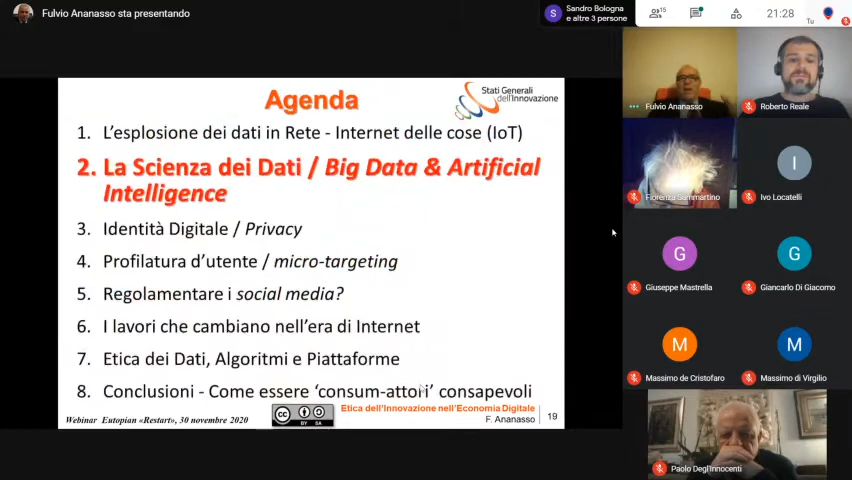 Fulvio Ananasso sta presentando
Sandro Bologna
e altre 3 persone
15
21:28
Tu
S
Agenda
Stati Generali
dell'Innovazione
1. L'esplosione dei dati in Rete - Internet delle cose (IoT)
2. La Scienza dei Dati / Big Data & Artificial
Intelligence
3. Identità Digitale / Privacy
4. Profilatura d'utente / micro-targeting
5. Regolamentare i social media?
6. I lavori che cambiano nell'era di Internet
7. Etica dei Dati, Algoritmi e Piattaforme
8. Conclusioni - Come essere 'consum-attori' consapevoli
Webinar Eutopian «Restart», 30 novembre 2020
cc
BY SA
Etica dell'Innovazione nell'Economia Digitale
F. Ananasso
19
Fulvio Ananasso
Roberto Reale
Fiorenza Sammartino
I
Ivo Locatelli
G
Giuseppe Mastrella
G
Giancarlo Di Giacomo
M
Massimo de Cristofaro
M
Massimo di Virgilio
Paolo Degl'Innocenti